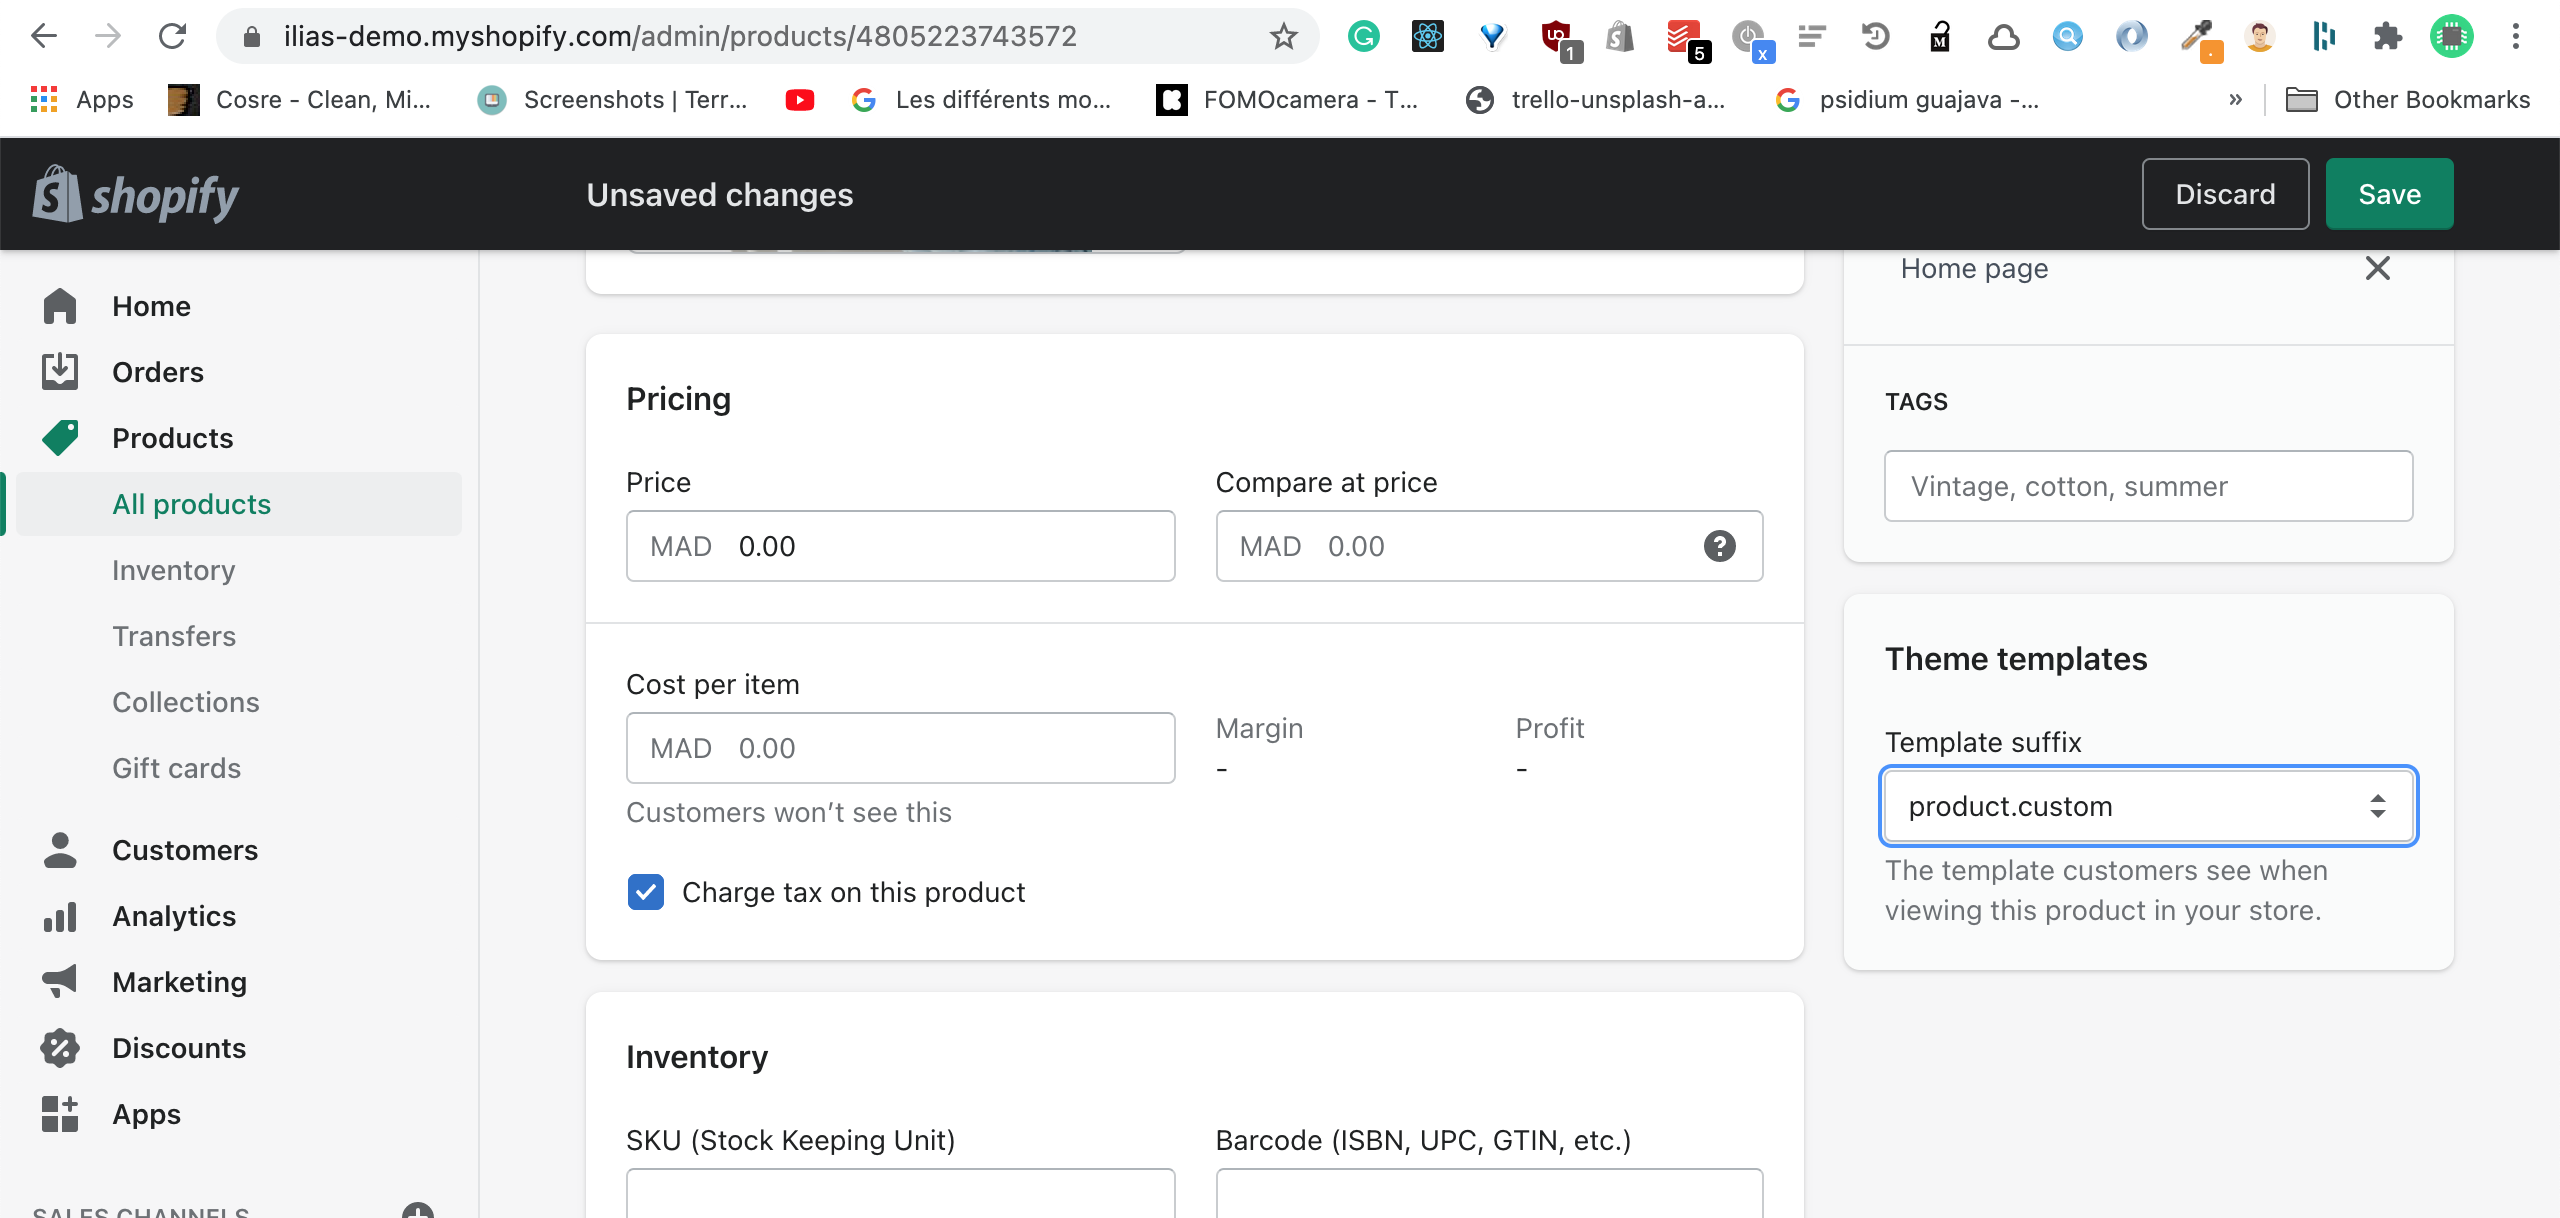 ilias-demo.myshopify.com/admin/products/4805223743572
1
5
x
M
Apps
Cosre - Clean, Mi...
Screenshots | Terr...
Les différents mo...
FOMOcamera - T...
trello-unsplash-a...
psidium guajava -...
»
Other Bookmarks
shopify
Unsaved changes
Discard
Save
Home
Orders
Products
All products
Inventory
Transfers
Collections
Gift cards
Customers
Analytics
Marketing
Discounts
Apps
SALES CHANNELS
Pricing
Price
Compare at price
MAD 0.00
MAD 0.00
Cost per item
MAD 0.00
Margin
-
Profit
-
Customers won’t see this
Charge tax on this product
Inventory
SKU (Stock Keeping Unit)
Barcode (ISBN, UPC, GTIN, etc.)
Home page
TAGS
Vintage, cotton, summer
Theme templates
Template suffix
product.custom
The template customers see when
viewing this product in your store.